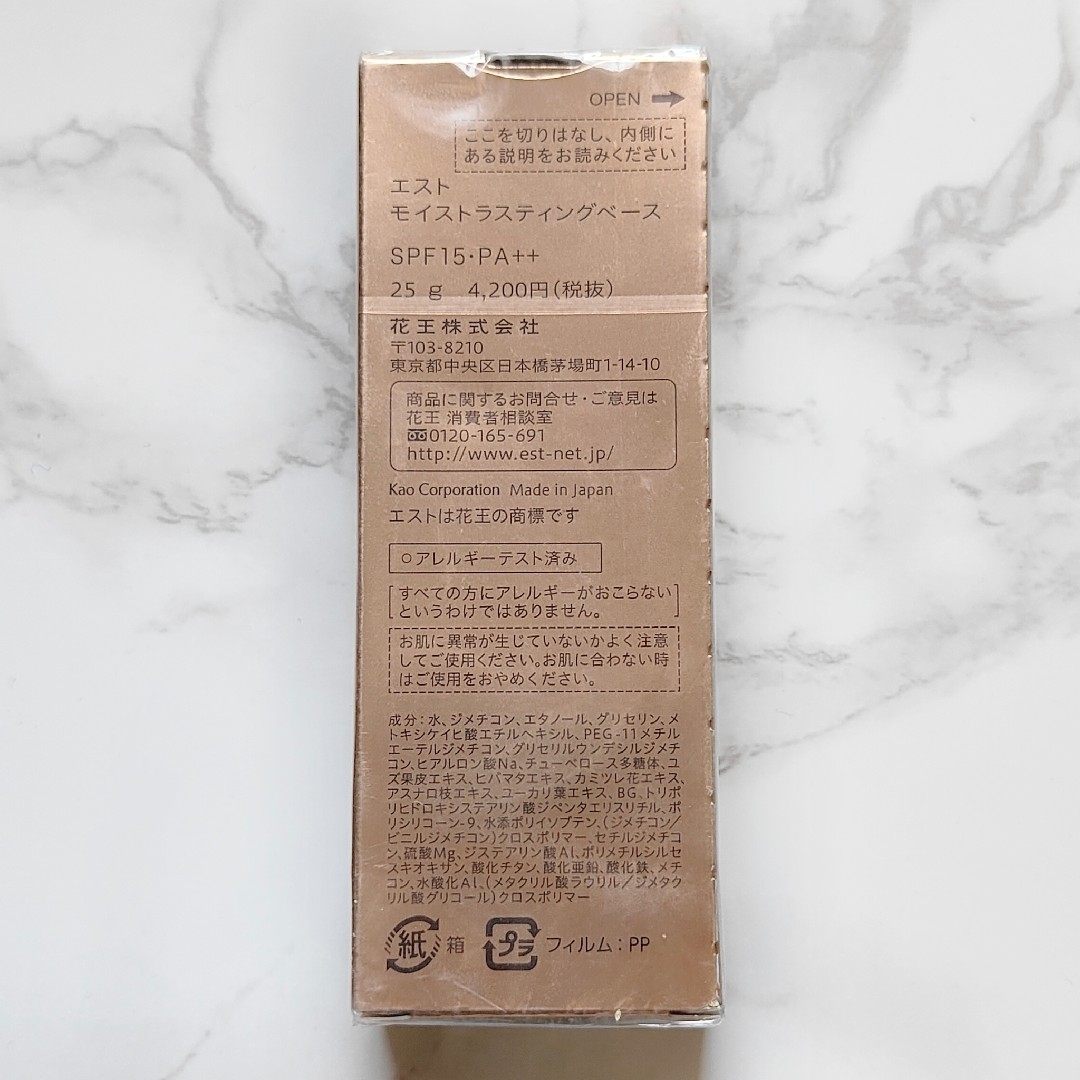 OPEN →
ここを切りはなし、内側に
ある説明をお読みください
エスト
モイストラスティングベース
SPF15・PA++
25 g 4,200円(税抜)
花王株式会社
〒103-8210
東京都中央区日本橋茅場町1-14-10
商品に関するお問合せ・ご意見は
花王 消費者相談室
0120-165-691
http://www.est-net.jp/
Kao Corporation Made in Japan
エストは花王の商標です
○アレルギーテスト済み
[すべての方にアレルギーがおこらない
というわけではありません。]
お肌に異常が生じていないかよく注意
してご使用ください。お肌に合わない時
はご使用をおやめください。
成分：水、ジメチコン、エタノール、グリセリン、メ
トキシケイヒ酸エチルヘキシル、PEG-11メチル
エーテルジメチコン、グリセリルウンデシルジメチ
コン、ヒアルロン酸Na、チューベロース多糖体、ユ
ズ果皮エキス、ヒバマタエキス、カミツレ花エキス、
アスナロ枝エキス、ユーカリ葉エキス、BG、トリポ
リヒドロキシステアリン酸ジペンタエリスリチル、ポ
リシリコーン-9、水添ポリイソブテン、(ジメチコン/
ビニルジメチコン)クロスポリマー、セチルジメチコ
ン、硫酸Mg、ジステアリン酸Al、ポリメチルシルセ
スキオキサン、酸化チタン、酸化亜鉛、酸化鉄、メチ
コン、水酸化Al、(メタクリル酸ラウリル/ジメタク
リル酸グリコール)クロスポリマー
紙 箱 プラ フィルム：PP